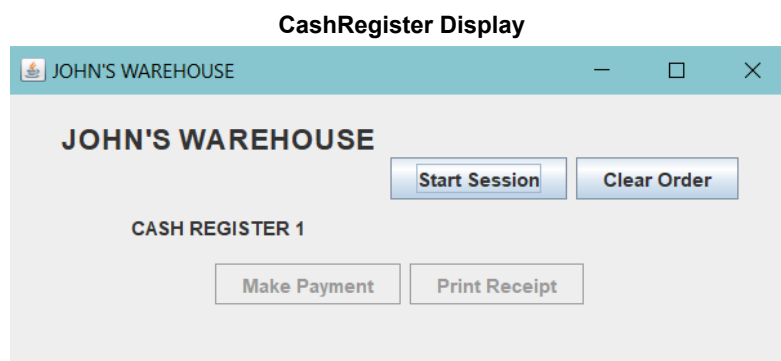 CashRegister Display
JOHN'S WAREHOUSE
JOHN'S WAREHOUSE
Start Session Clear Order
CASH REGISTER 1
Make Payment Print Receipt